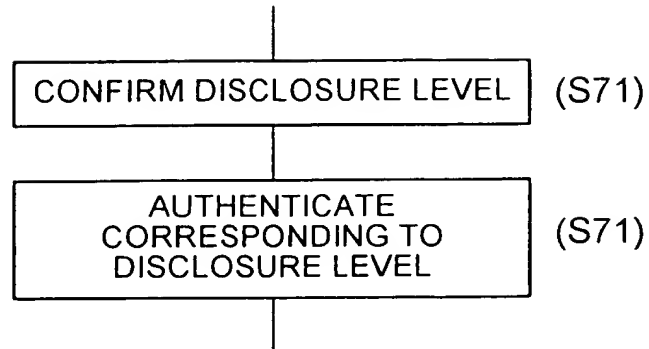 CONFIRM DISCLOSURE LEVEL (S71)
AUTHENTICATE
CORRESPONDING TO (S71)
DISCLOSURE LEVEL